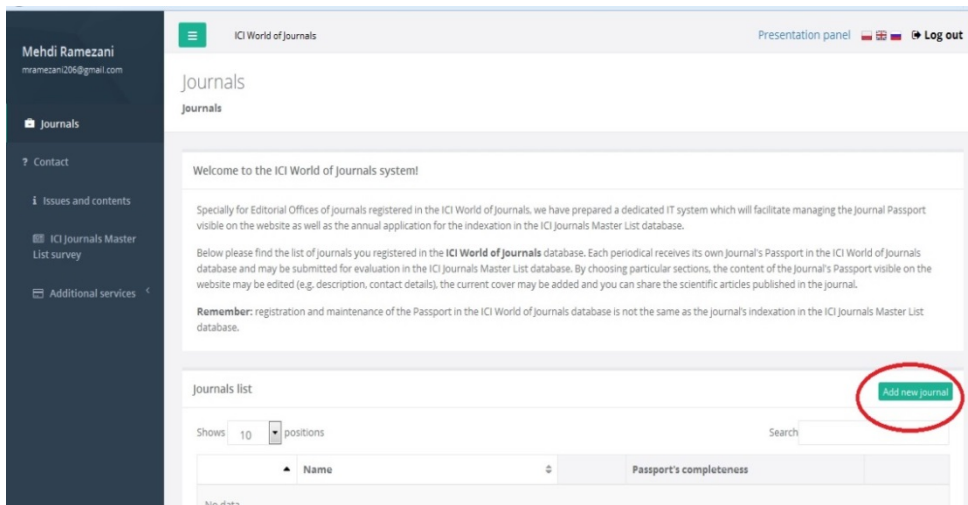 Mehdi Ramezani
mramezani206@gmail.com
Journals
? Contact
i Issues and contents
ICI Journals Master
List survey
Additional services
ICI World of Journals
Presentation panel
Log out
Journals
Journals
Welcome to the ICI World of Journals system!
Specially for Editorial Offices of journals registered in the ICI World of Journals, we have prepared a dedicated IT system which will facilitate managing the Journal Passport
visible on the website as well as the annual application for the indexation in the ICI Journals Master List database.
Below please find the list of journals you registered in the ICI World of Journals database. Each periodical receives its own Journal's Passport in the ICI World of Journals
database and may be submitted for evaluation in the ICI Journals Master List database. By choosing particular sections, the content of the Journal's Passport visible on the
website may be edited (e.g. description, contact details), the current cover may be added and you can share the scientific articles published in the journal.
Remember: registration and maintenance of the Passport in the ICI World of Journals database is not the same as the journal's indexation in the ICI Journals Master List
database.
Journals list
Add new journal
Shows 10 positions
Search
Name
Passport's completeness
No data